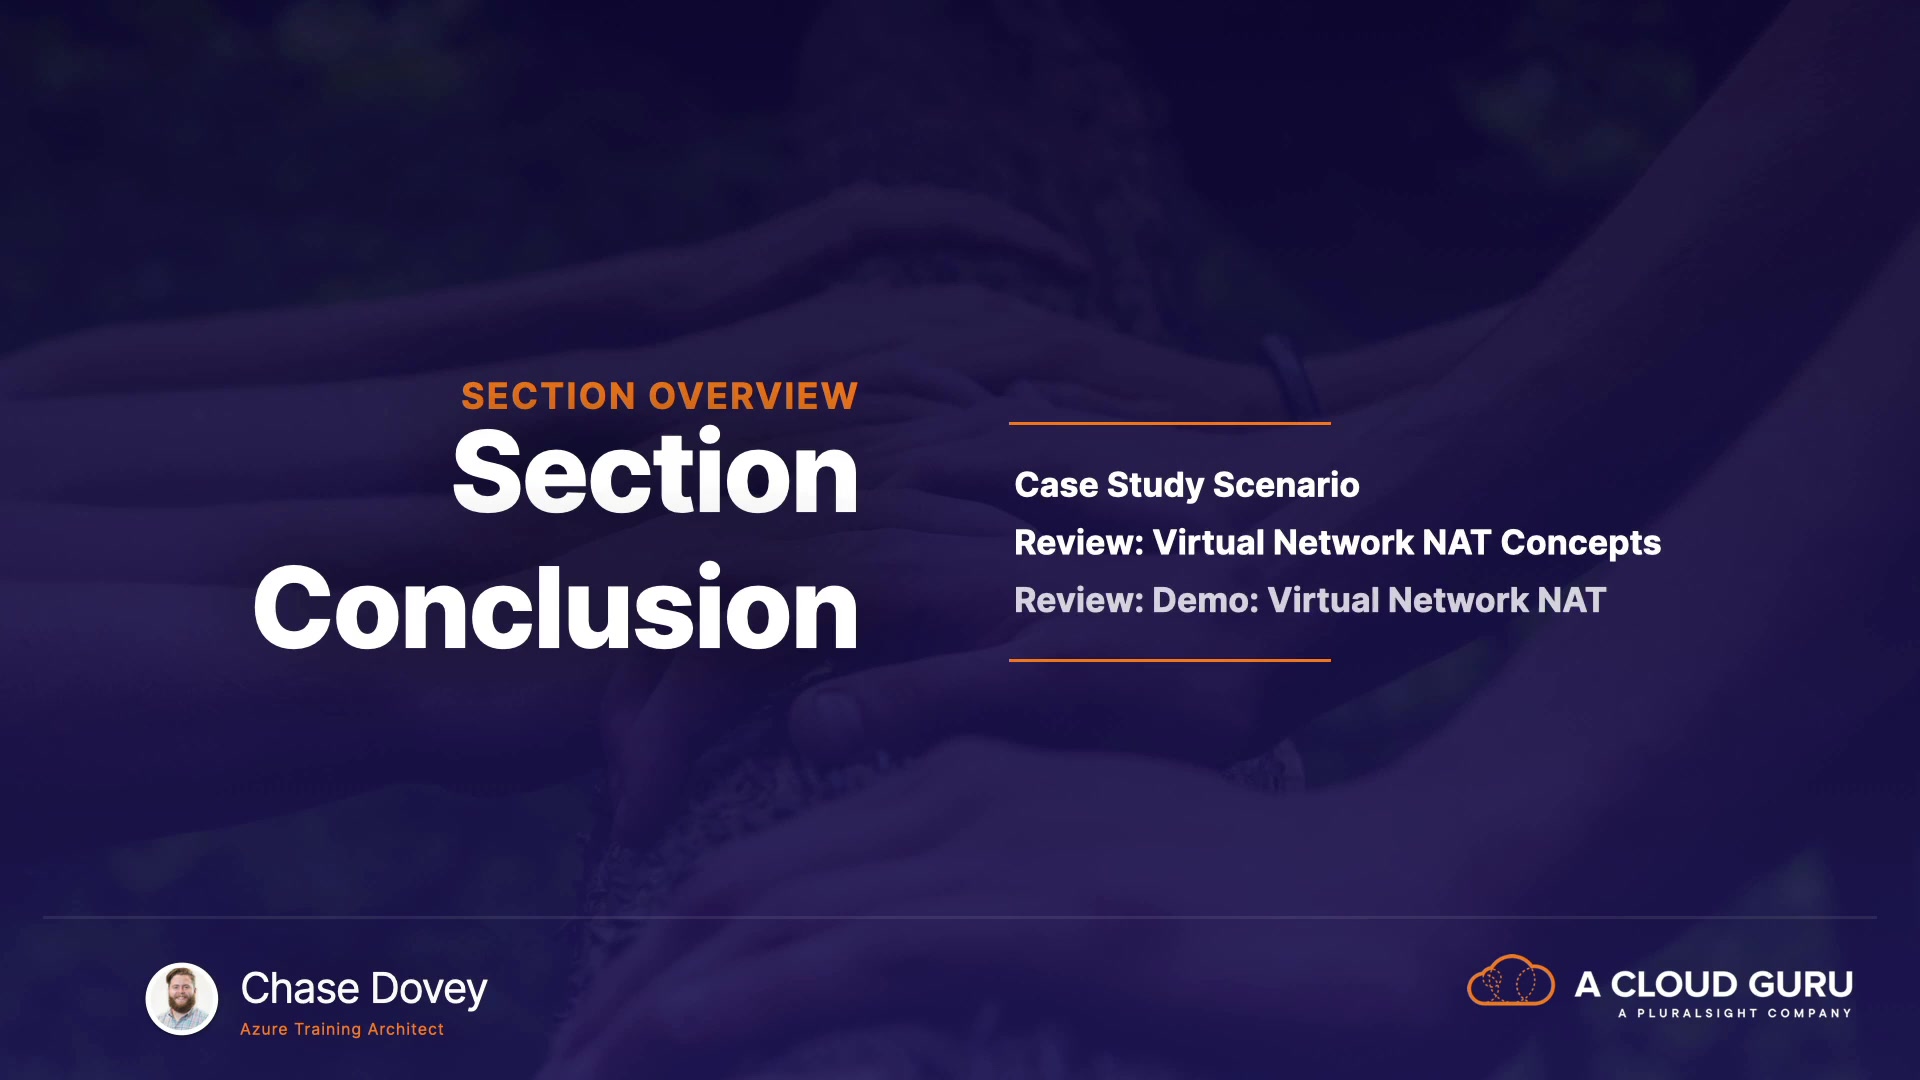 SECTION OVERVIEW
Section
Conclusion
Case Study Scenario
Review: Virtual Network NAT Concepts
Review: Demo: Virtual Network NAT
Chase Dovey
Azure Training Architect
A CLOUD GURU
A PLURALSIGHT COMPANY